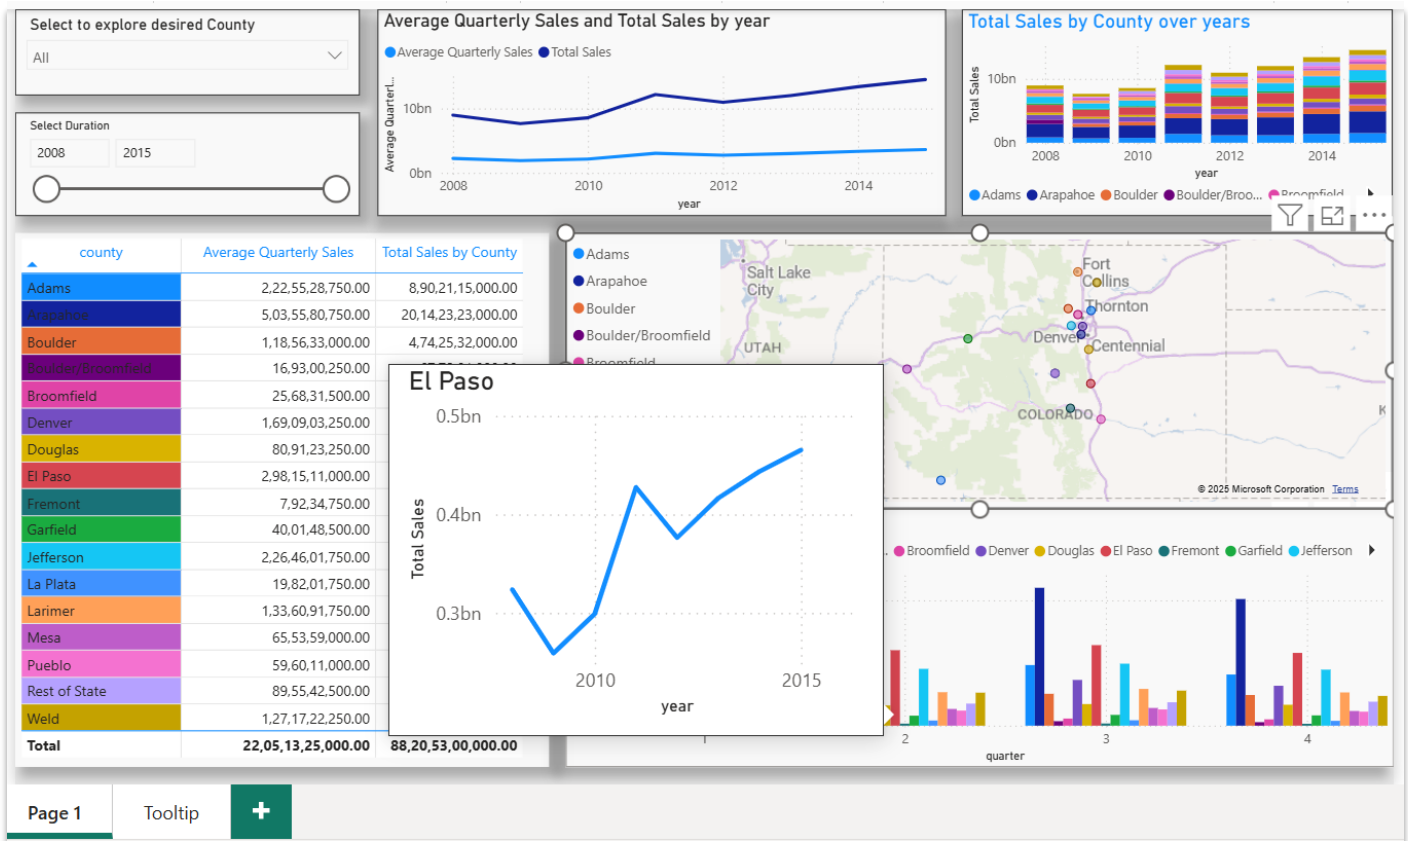 Select to explore desired County
All
Select Duration
2008 2015
Average Quarterly Sales and Total Sales by year
Average Quarterly Sales Total Sales
Average Quarterl...
10bn
0bn
2008 2010 2012 2014
year
Total Sales by County over years
Total Sales
10bn
0bn
2008 2010 2012 2014
year
Adams Arapahoe Boulder Boulder/Broo... Broomfield
county Average Quarterly Sales Total Sales by County
Adams 2,22,55,28,750.00 8,90,21,15,000.00
Arapahoe 5,03,55,80,750.00 20,14,23,23,000.00
Boulder 1,18,56,33,000.00 4,74,25,32,000.00
Boulder/Broomfield 16,93,00,250.00
Broomfield 25,68,31,500.00
Denver 1,69,09,03,250.00
Douglas 80,91,23,250.00
El Paso 2,98,15,11,000.00
Fremont 7,92,34,750.00
Garfield 40,01,48,500.00
Jefferson 2,26,46,01,750.00
La Plata 19,82,01,750.00
Larimer 1,33,60,91,750.00
Mesa 65,53,59,000.00
Pueblo 59,60,11,000.00
Rest of State 89,55,42,500.00
Weld 1,27,17,22,250.00
Total 22,05,13,25,000.00 88,20,53,00,000.00
Adams
Arapahoe
Boulder
Boulder/Broomfield
Broomfield
Salt Lake
City
UTAH
Fort
Collins
Thornton
Denver
Centennial
COLORADO
K
© 2025 Microsoft Corporation Terms
El Paso
Total Sales
0.5bn
0.4bn
0.3bn
2010 2015
year
Broomfield Denver Douglas El Paso Fremont Garfield Jefferson
2 3 4
quarter
Page 1 Tooltip +